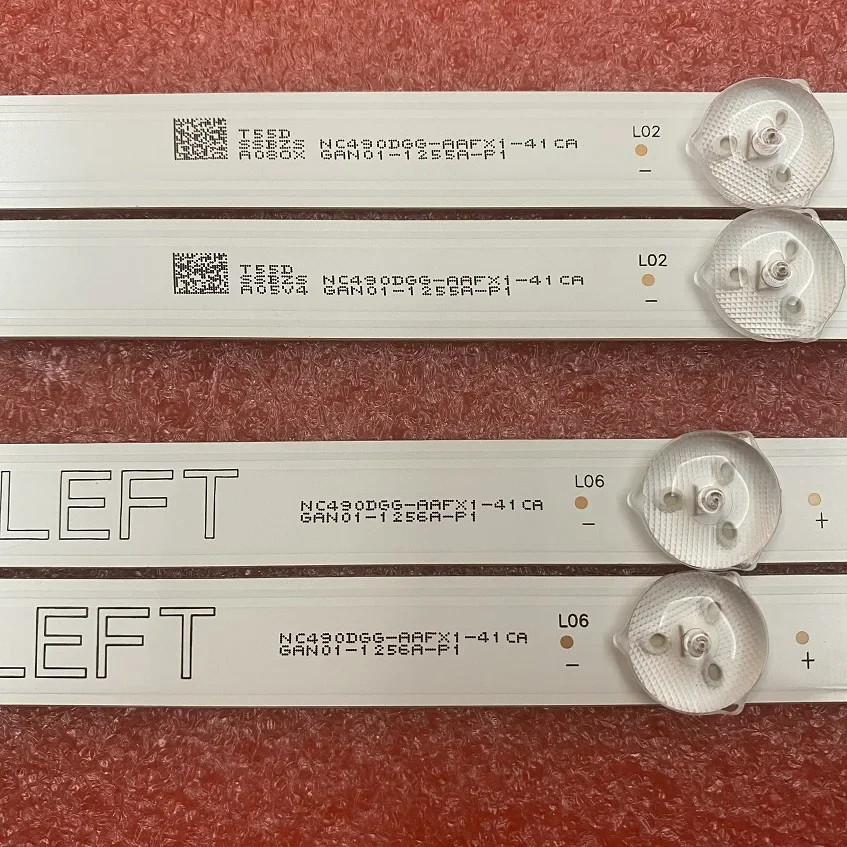 T55D
SSBZS NC490DGG-AAFX1-41CA
A080X GAN01-1255A-P1
L02
–
T55D
SSBZS NC490DGG-AAFX1-41CA
A05V4 GAN01-1255A-P1
L02
–
LEFT
NC490DGG-AAFX1-41CA
GAN01-1256A-P1
L06
–
+
LEFT
NC490DGG-AAFX1-41CA
GAN01-1256A-P1
L06
–
+